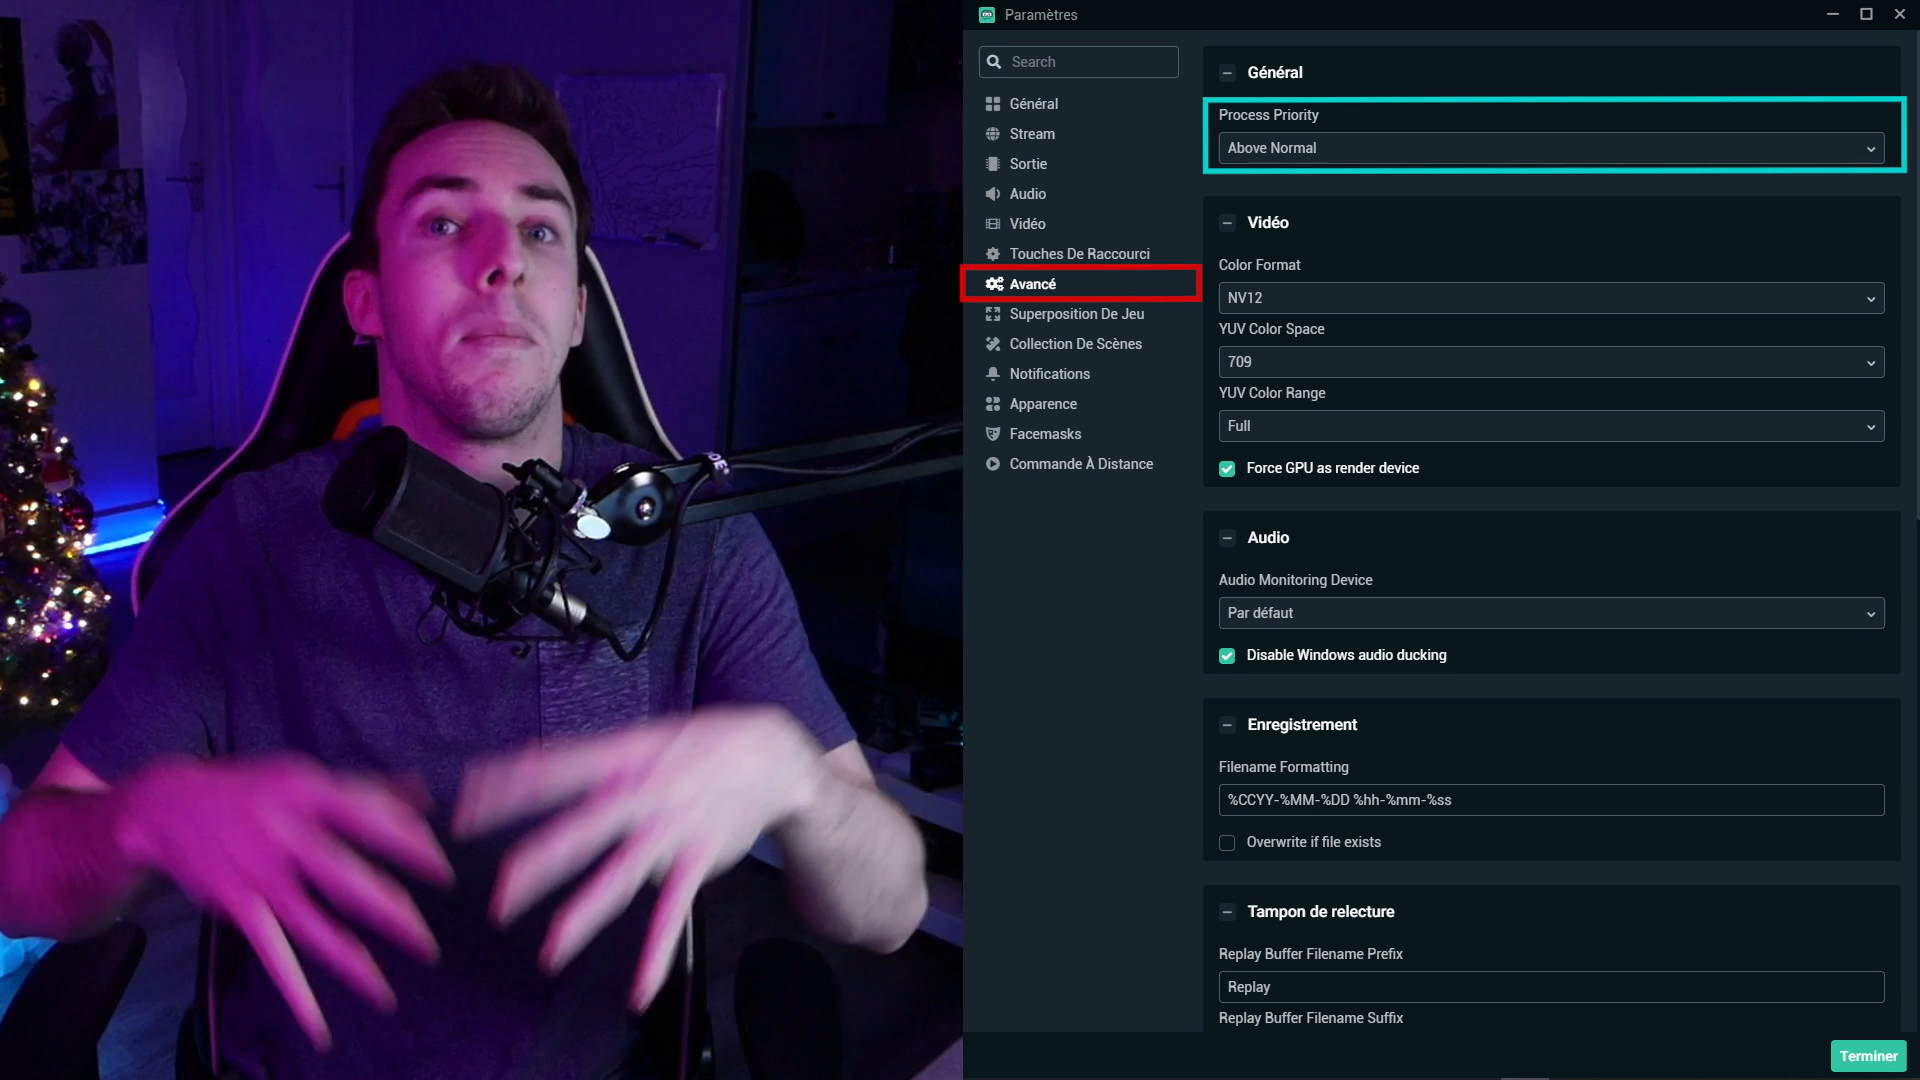 Paramètres
Search
Général
Stream
Sortie
Audio
Vidéo
Touches De Raccourci
Avancé
Superposition De Jeu
Collection De Scènes
Notifications
Apparence
Facemasks
Commande À Distance
Général
Process Priority
Above Normal
Vidéo
Color Format
NV12
YUV Color Space
709
YUV Color Range
Full
Force GPU as render device
Audio
Audio Monitoring Device
Par défaut
Disable Windows audio ducking
Enregistrement
Filename Formatting
%CCYY-%MM-%DD %hh-%mm-%ss
Overwrite if file exists
Tampon de relecture
Replay Buffer Filename Prefix
Replay
Replay Buffer Filename Suffix
Terminer